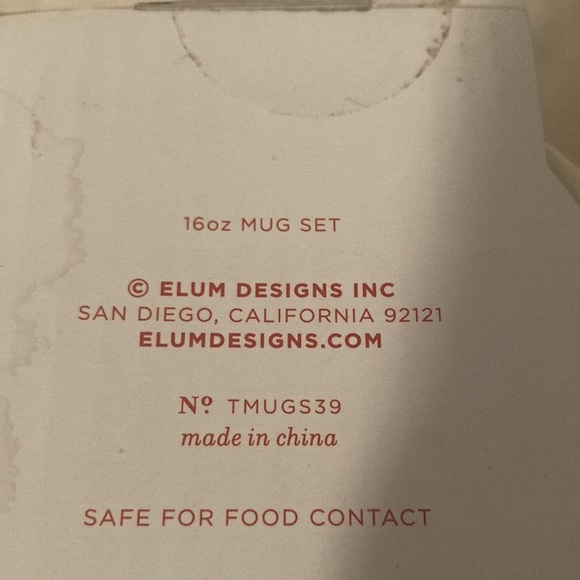 16oz MUG SET
© ELUM DESIGNS INC
SAN DIEGO, CALIFORNIA 92121
ELUMDESIGNS.COM
Nº TMUGS39
made in china
SAFE FOR FOOD CONTACT